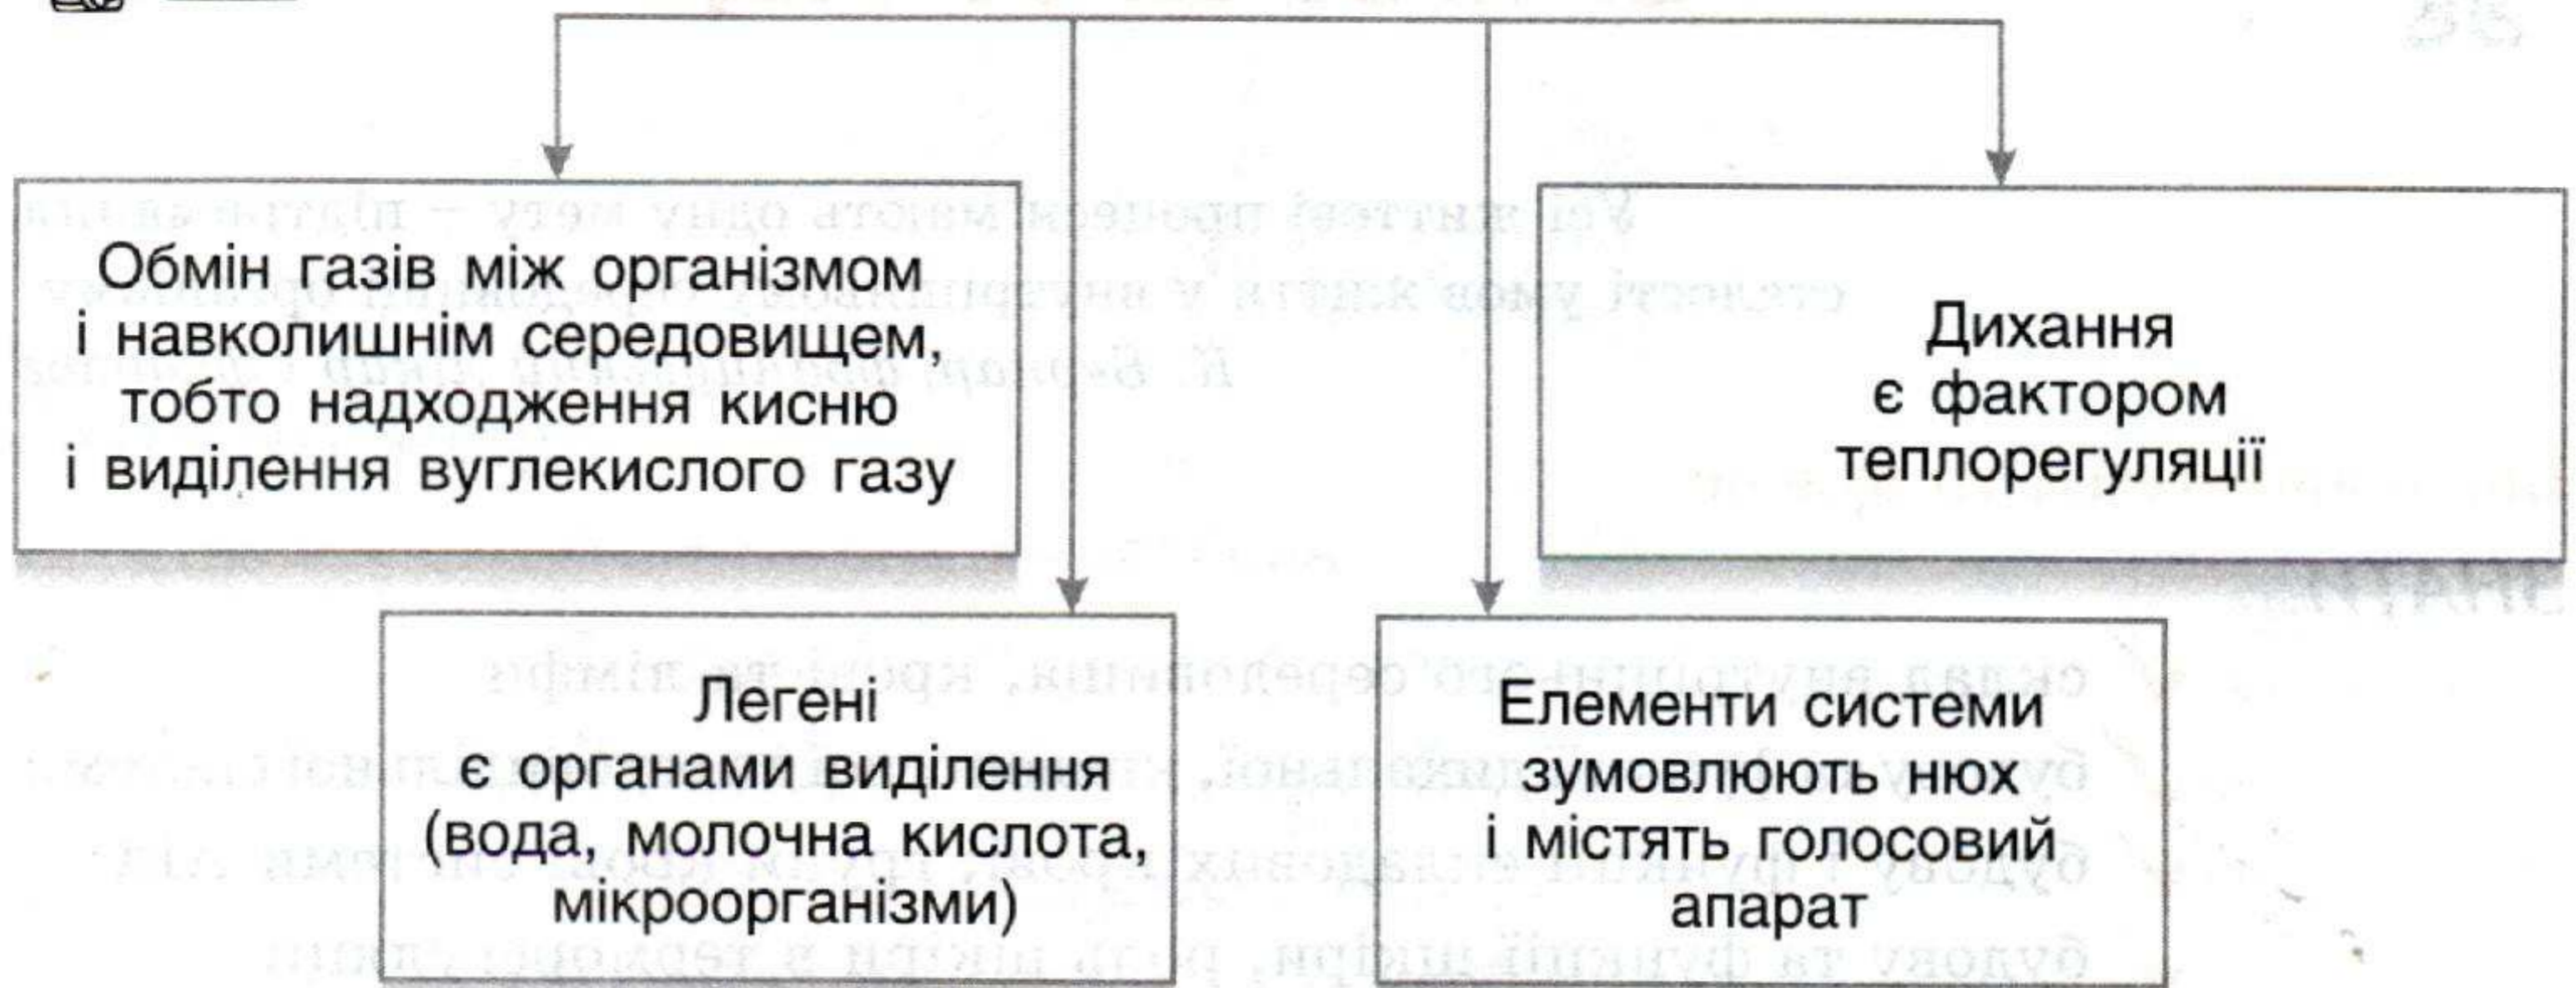 Обмін газів між організмом
і навколишнім середовищем,
тобто надходження кисню
і виділення вуглекислого газу
Дихання
є фактором
теплорегуляції
Легені
є органами виділення
(вода, молочна кислота,
мікроорганізми)
Елементи системи
зумовлюють нюх
і містять голосовий
апарат